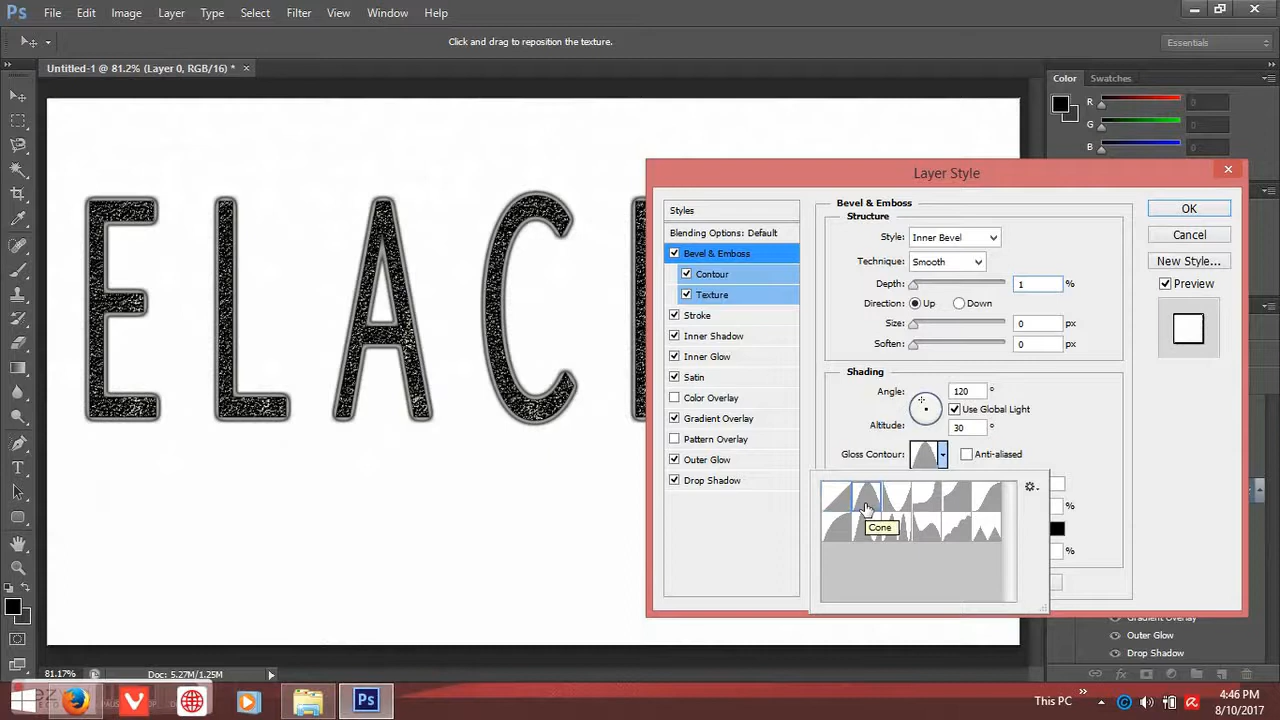 Ps File Edit Image Layer Type Select Filter View Window Help
Click and drag to reposition the texture.
Essentials
Untitled-1 @ 81.2% (Layer 0, RGB/16) * ×
Color Swatches
R 0
G 0
B 0
ELAC
Layer Style
Styles
Blending Options: Default
Bevel & Emboss
Contour
Texture
Stroke
Inner Shadow
Inner Glow
Satin
Color Overlay
Gradient Overlay
Pattern Overlay
Outer Glow
Drop Shadow
Bevel & Emboss
Structure
Style: Inner Bevel
Technique: Smooth
Depth: 1 %
Direction: Up Down
Size: 0 px
Soften: 0 px
Shading
Angle: 120 °
Use Global Light
Altitude: 30 °
Gloss Contour: Anti-aliased
%
%
Cone
OK
Cancel
New Style...
Preview
Gradient Overlay
Outer Glow
Drop Shadow
81.17% Doc: 5.27M/1.25M
This PC
4:46 PM
8/10/2017